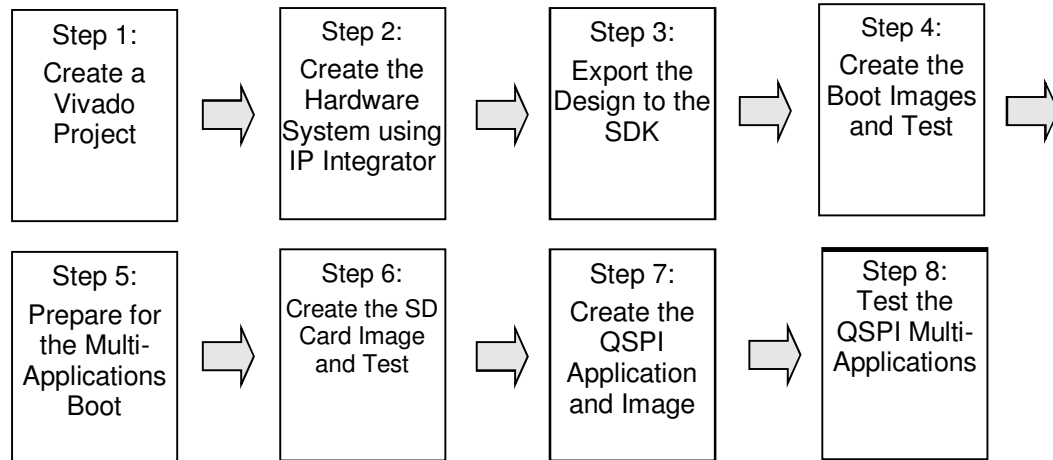 Step 1:
Create a
Vivado
Project
Step 2:
Create the
Hardware
System using
IP Integrator
Step 3:
Export the
Design to the
SDK
Step 4:
Create the
Boot Images
and Test
Step 5:
Prepare for
the Multi-
Applications
Boot
Step 6:
Create the SD
Card Image
and Test
Step 7:
Create the
QSPI
Application
and Image
Step 8:
Test the
QSPI Multi-
Applications